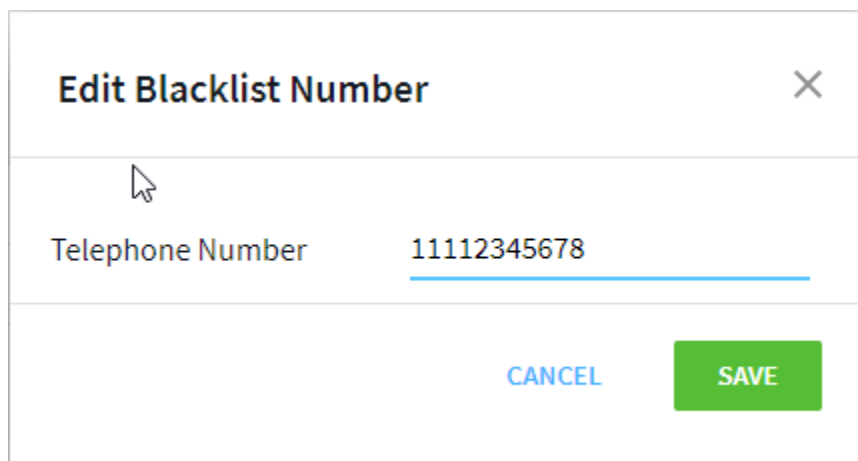 Edit Blacklist Number
Telephone Number 11112345678
CANCEL SAVE